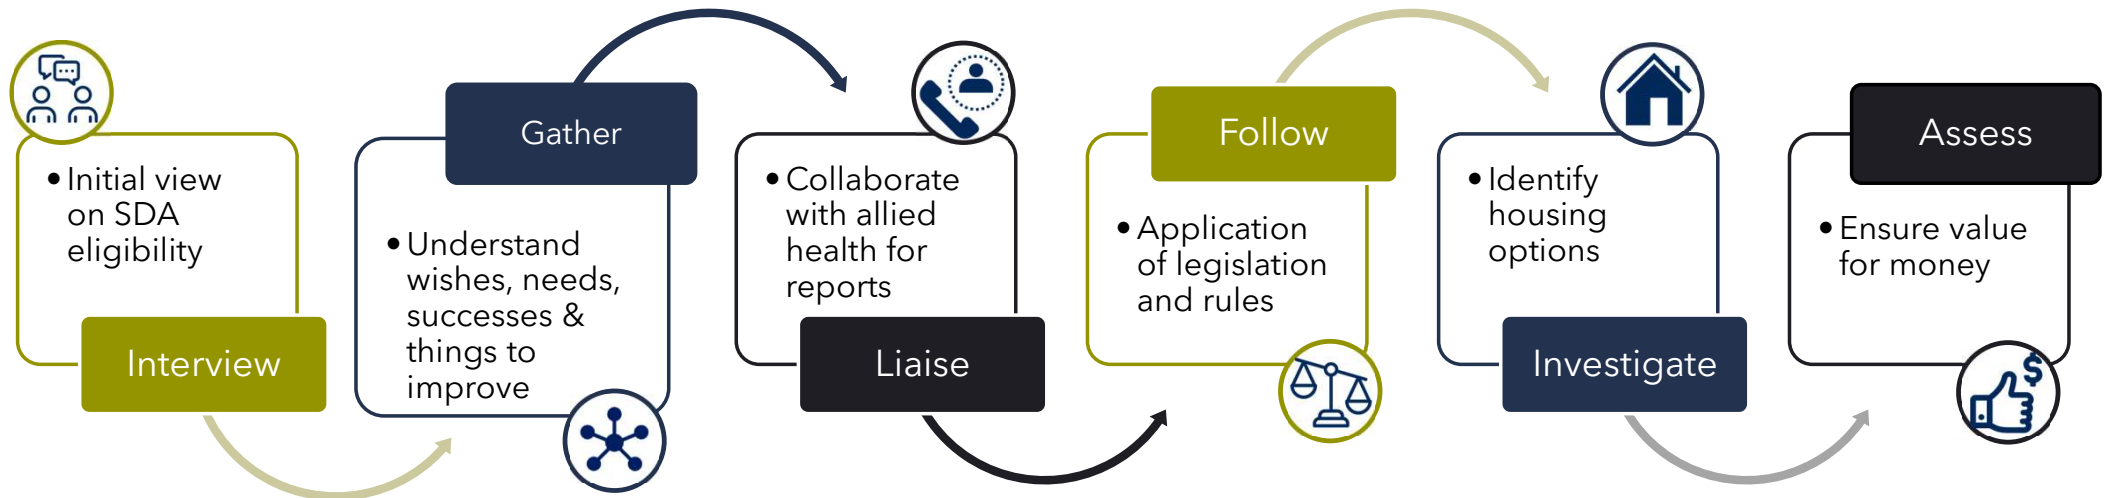 • Initial view
on SDA
eligibility
Interview
Gather
• Understand
wishes, needs,
successes &
things to
improve
• Collaborate
with allied
health for
reports
Liaise
Follow
• Application
of legislation
and rules
• Identify
housing
options
Investigate
Assess
• Ensure value
for money
$